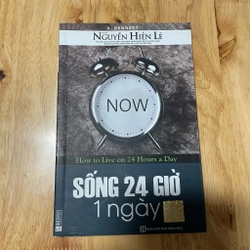 A. BENNETT
NGUYỄN HIẾN LÊ
NOW
How to Live on 24 Hours a Day
SỐNG 24 GIỜ
1 ngày